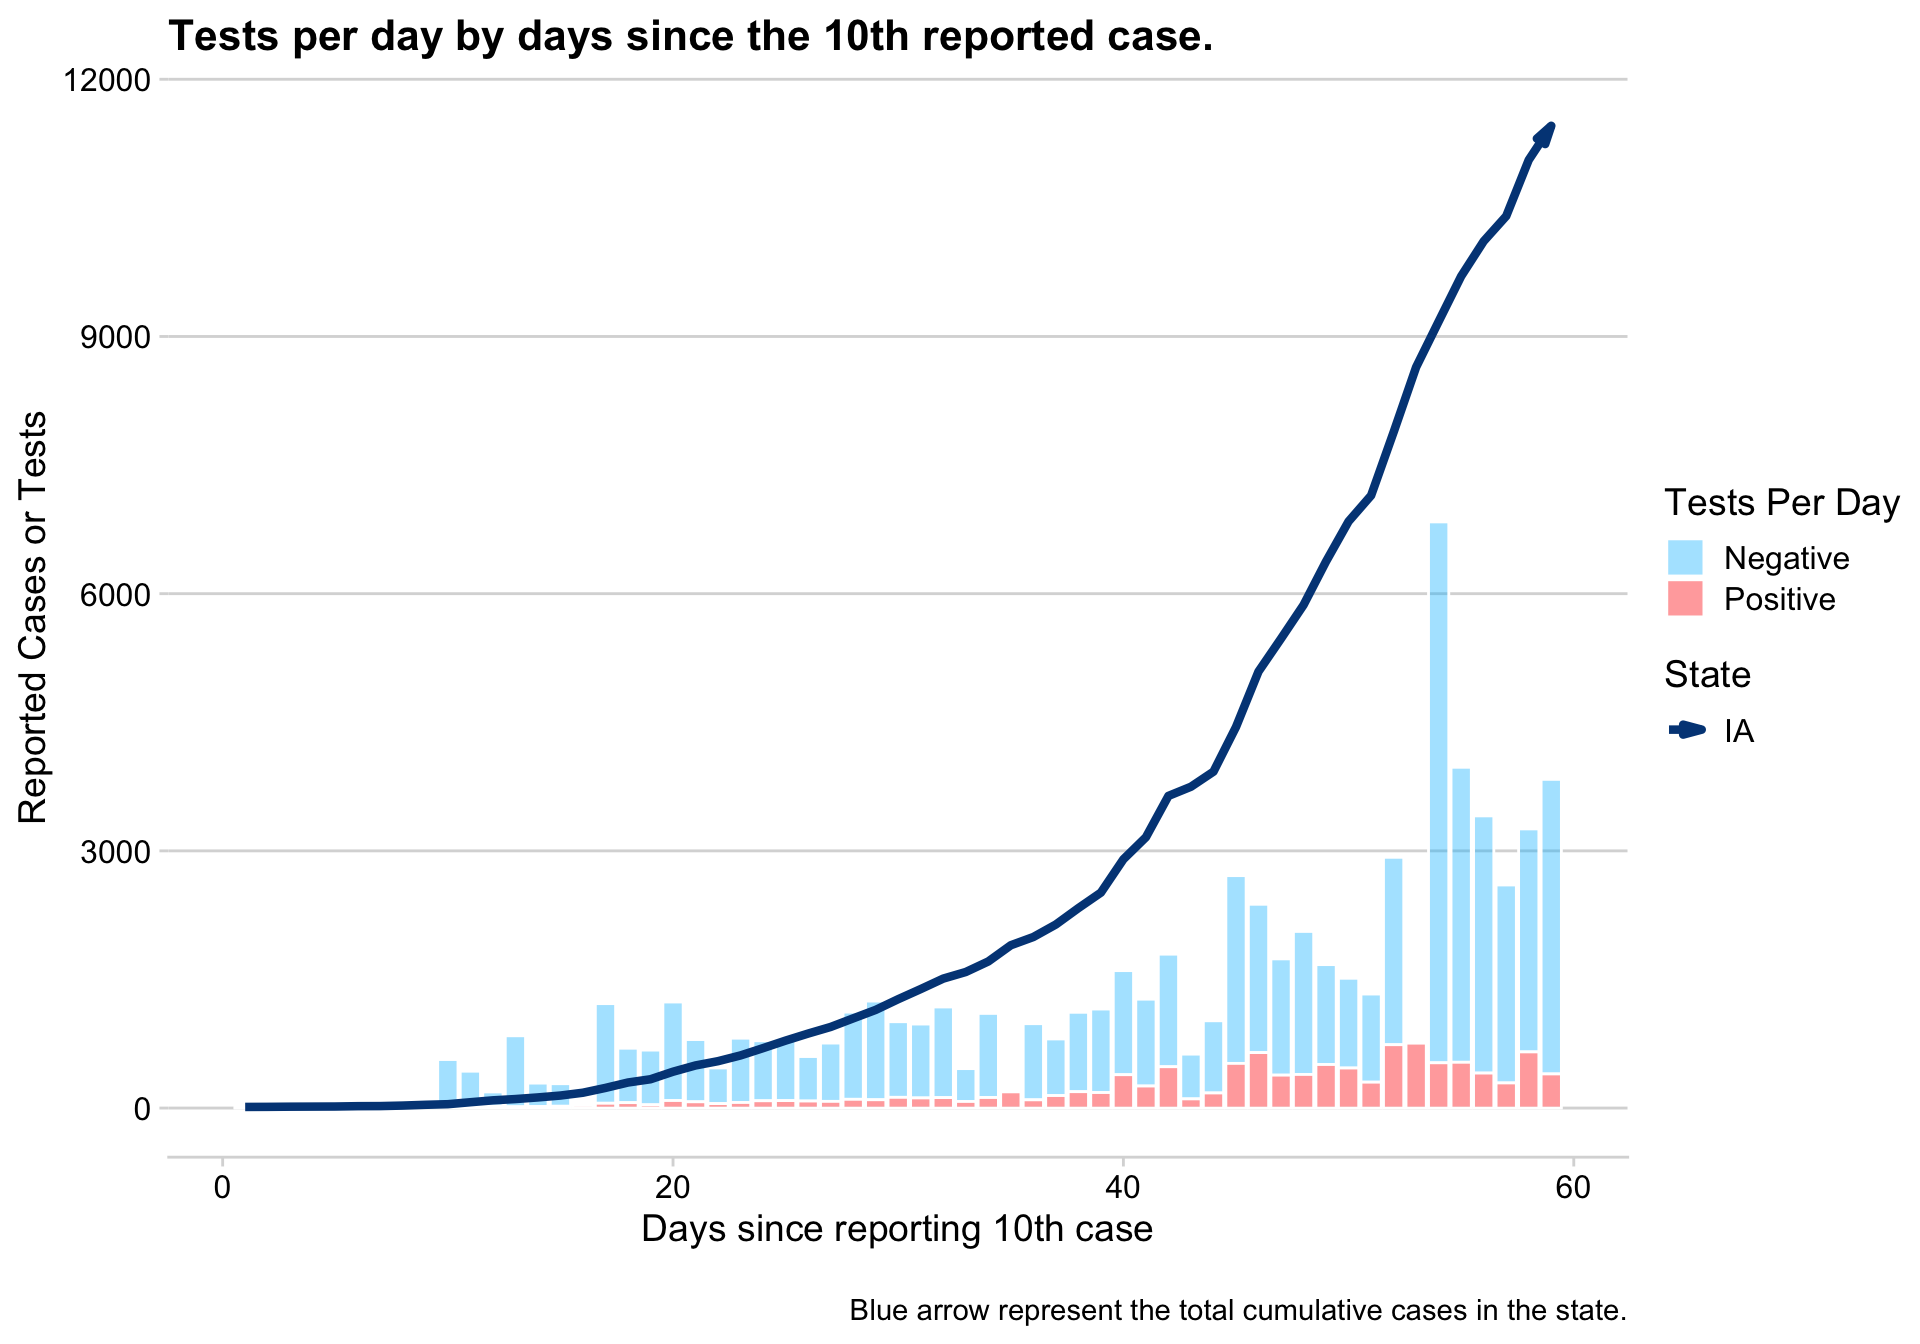 Tests per day by days since the 10th reported case.
12000
9000
6000
3000
0
Reported Cases or Tests
0 20 40 60
Days since reporting 10th case
Tests Per Day
Negative
Positive
State
IA
Blue arrow represent the total cumulative cases in the state.